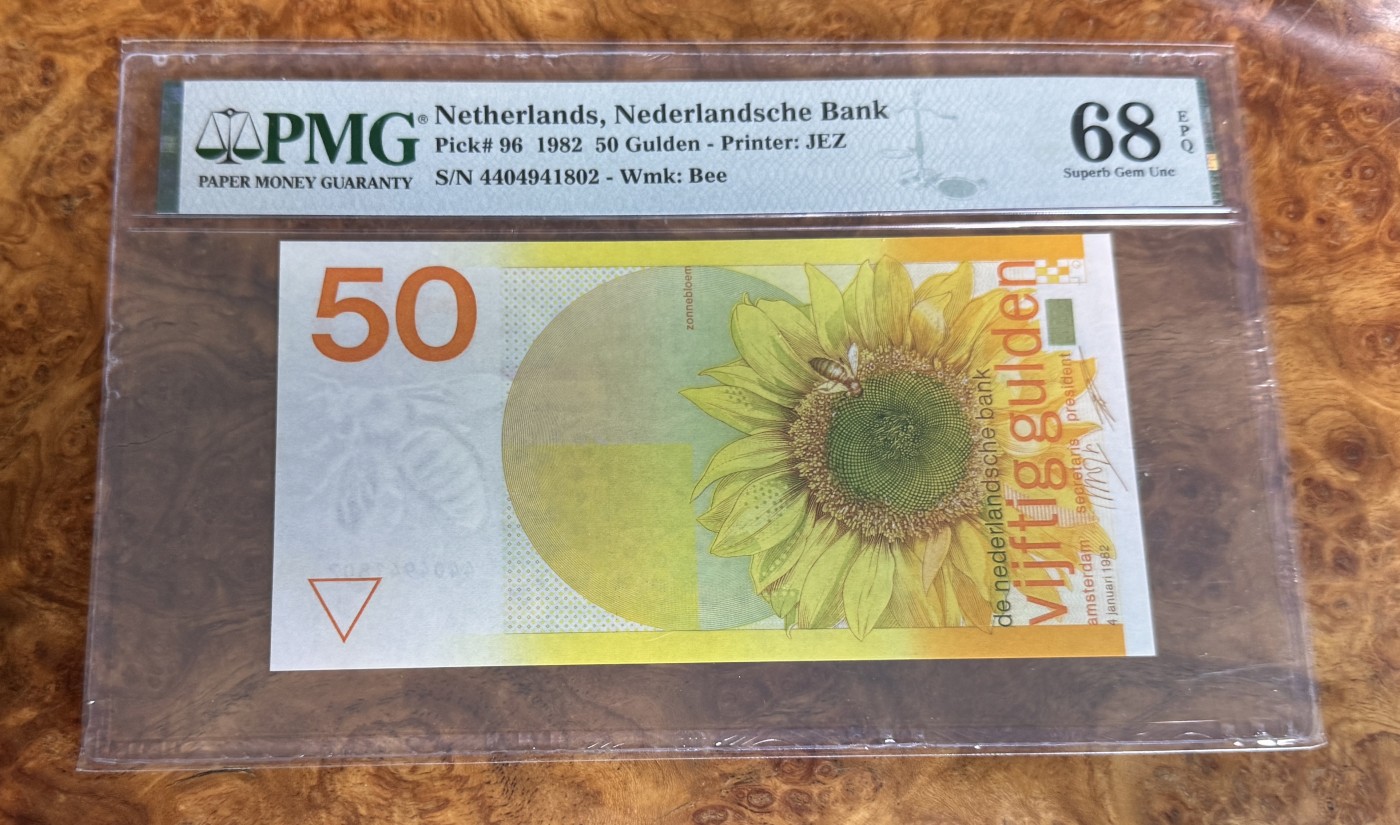 PMG®
PAPER MONEY GUARANTY
Netherlands, Nederlandsche Bank
Pick# 96 1982 50 Gulden - Printer: JEZ
S/N 4404941802 - Wmk: Bee
68
EPQ
Superb Gem Unc
50
zonnebloem
de nederlandsche bank
vijftig gulden
amsterdam secretaris president
4 januari 1982